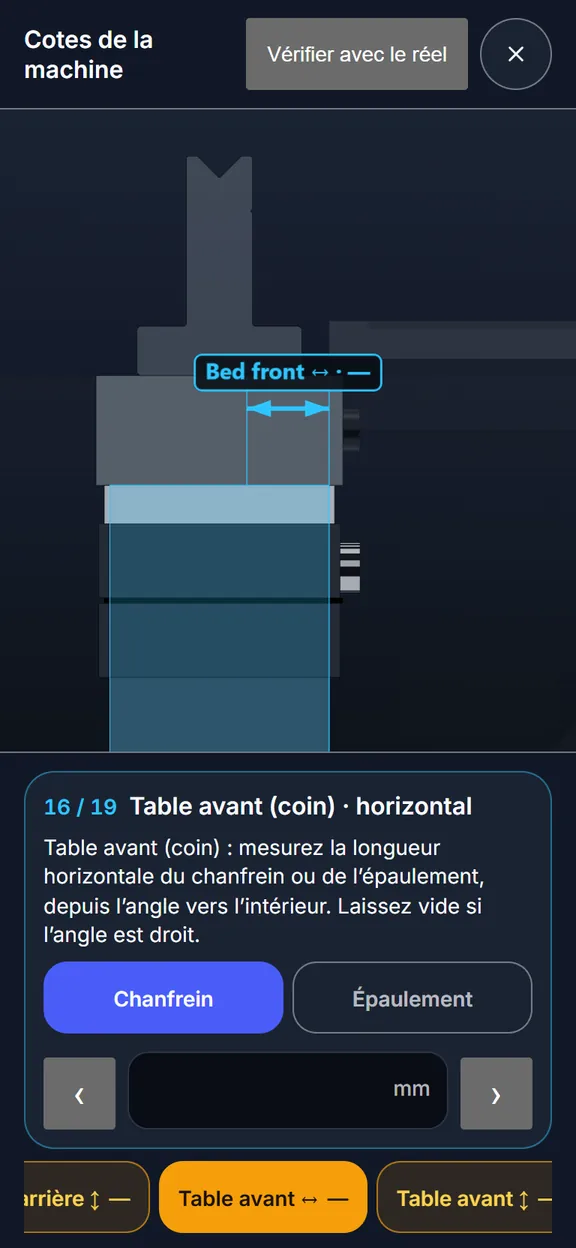 Cotes de la
machine
Vérifier avec le réel
×
Bed front ↔ · —
16 / 19 Table avant (coin) · horizontal
Table avant (coin) : mesurez la longueur
horizontale du chanfrein ou de l’épaulement,
depuis l’angle vers l’intérieur. Laissez vide si
l’angle est droit.
Chanfrein
Épaulement
‹
mm
›
arrière ↕ —
Table avant ↔ —
Table avant ↕ —